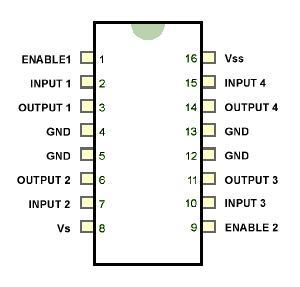 ENABLE1 1 16 Vss
INPUT 1 2 15 INPUT 4
OUTPUT 1 3 14 OUTPUT 4
GND 4 13 GND
GND 5 12 GND
OUTPUT 2 6 11 OUTPUT 3
INPUT 2 7 10 INPUT 3
Vs 8 9 ENABLE 2